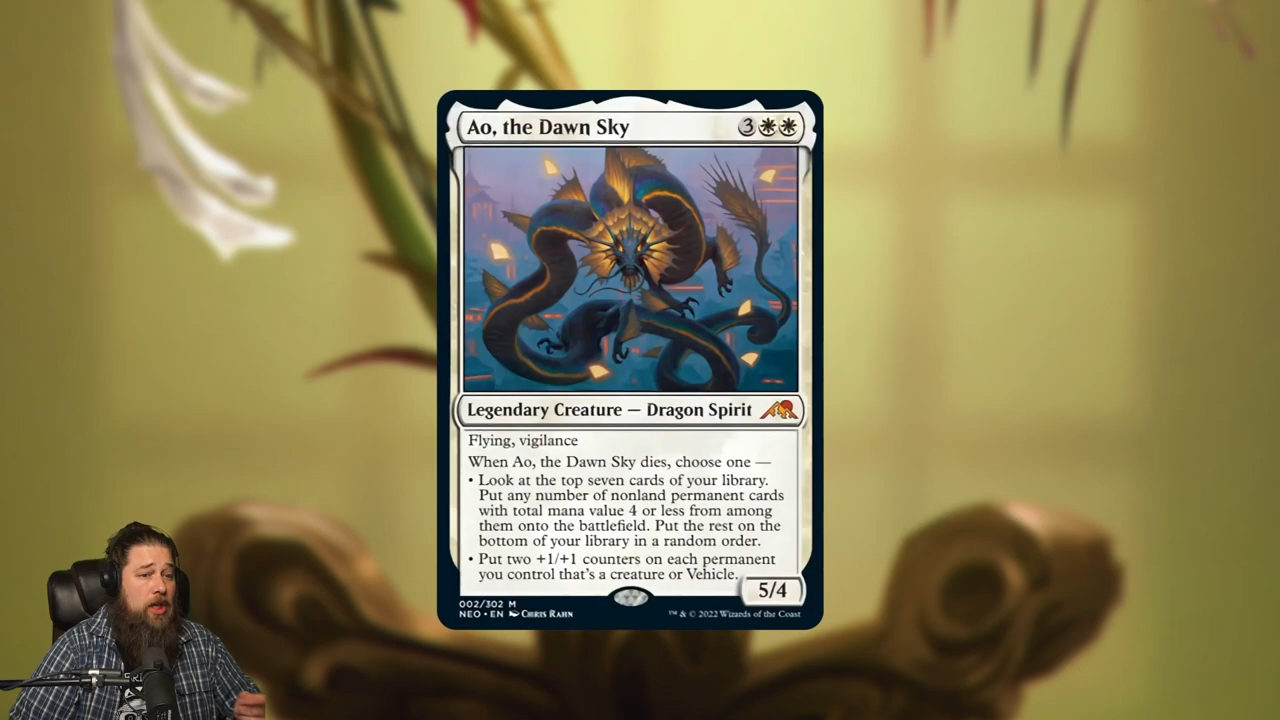 Ao, the Dawn Sky 3
Legendary Creature — Dragon Spirit
Flying, vigilance
When Ao, the Dawn Sky dies, choose one —
• Look at the top seven cards of your library.
Put any number of nonland permanent cards
with total mana value 4 or less from among
them onto the battlefield. Put the rest on the
bottom of your library in a random order.
• Put two +1/+1 counters on each permanent
you control that's a creature or Vehicle.
5/4
002/302 M
NEO • EN Chris Rahn
™ & © 2022 Wizards of the Coast